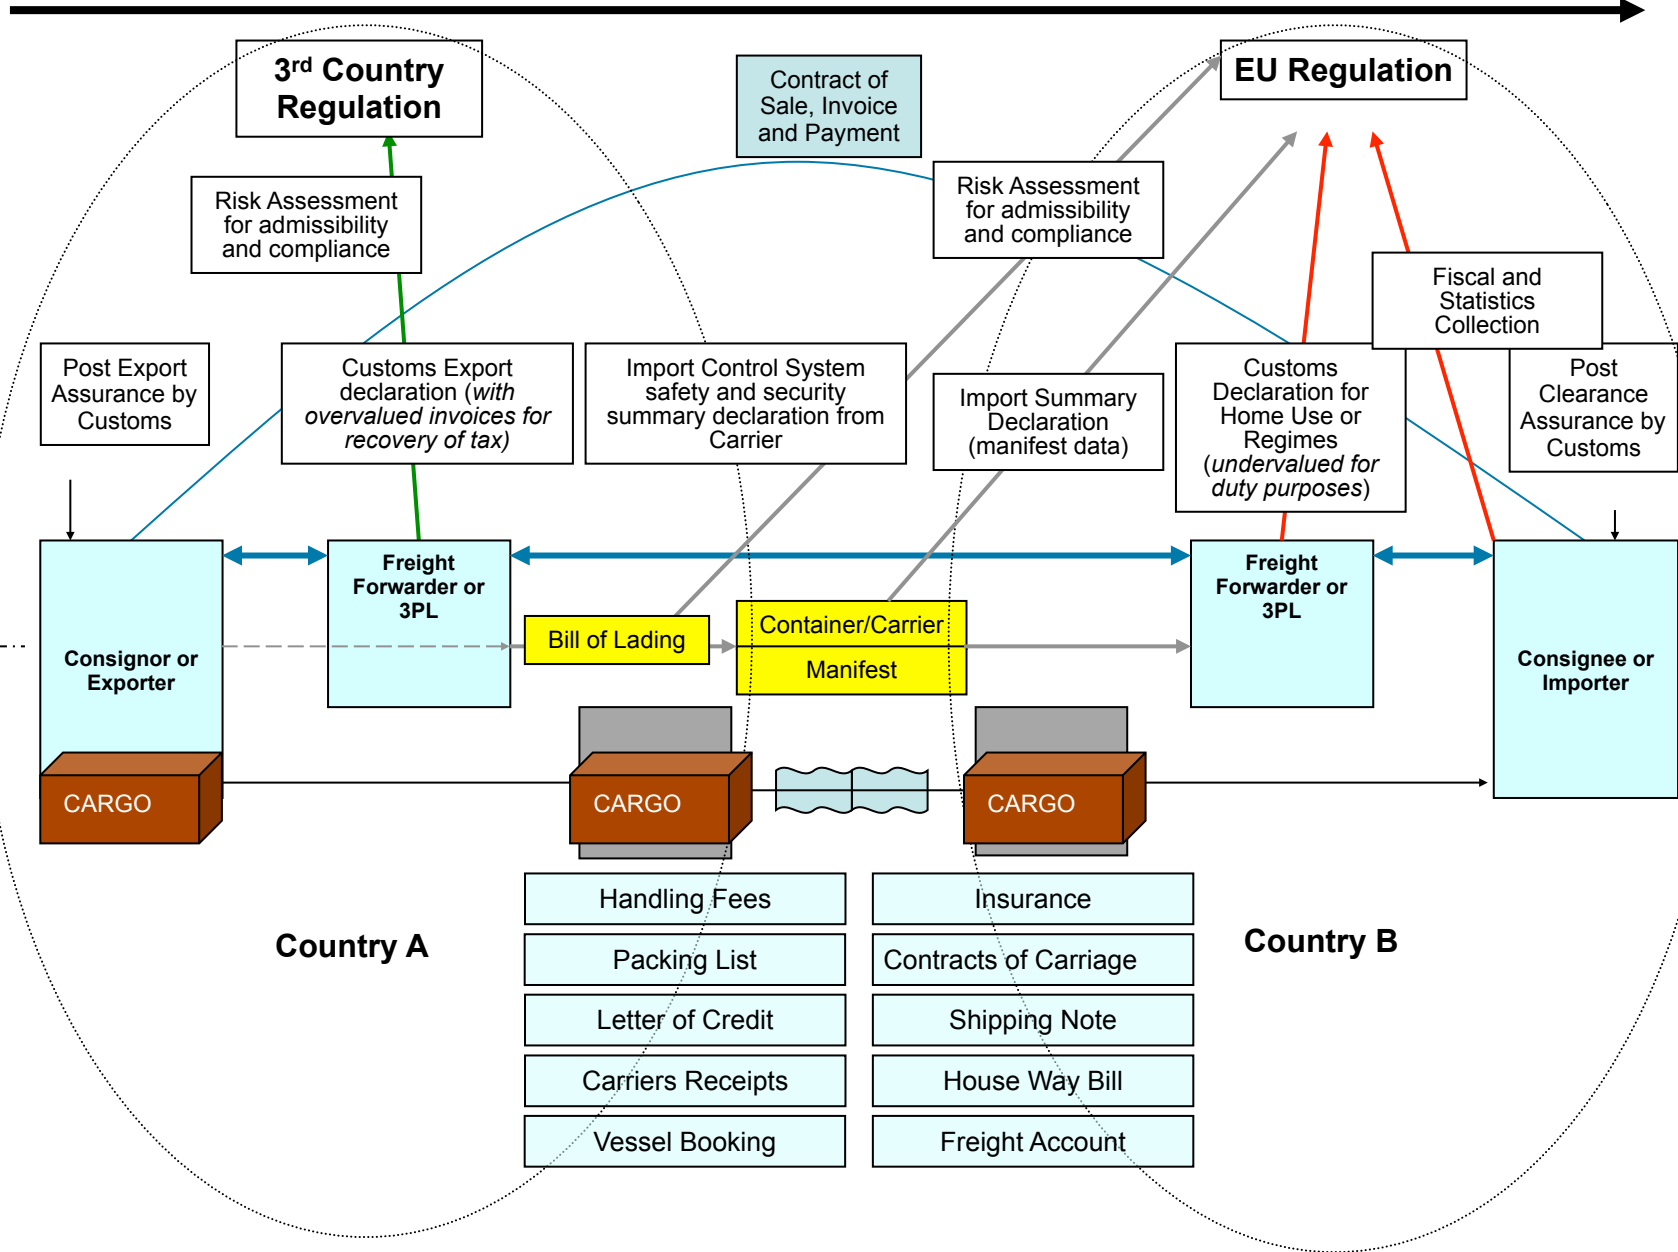 3rd Country
Regulation
Contract of
Sale, Invoice
and Payment
EU Regulation
Risk Assessment
for admissibility
and compliance
Risk Assessment
for admissibility
and compliance
Fiscal and
Statistics
Collection
Post Export
Assurance by
Customs
Customs Export
declaration (with
overvalued invoices for
recovery of tax)
Import Control System
safety and security
summary declaration from
Carrier
Import Summary
Declaration
(manifest data)
Customs
Declaration for
Home Use or
Regimes
(undervalued for
duty purposes)
Post
Clearance
Assurance by
Customs
Consignor or
Exporter
Freight
Forwarder or
3PL
Bill of Lading
Container/Carrier
Manifest
Freight
Forwarder or
3PL
Consignee or
Importer
CARGO
CARGO
CARGO
Country A
Country B
Handling Fees
Packing List
Letter of Credit
Carriers Receipts
Vessel Booking
Insurance
Contracts of Carriage
Shipping Note
House Way Bill
Freight Account